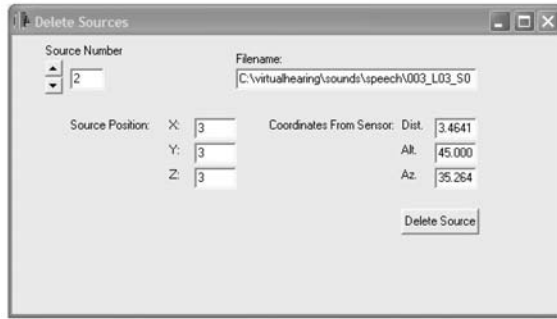 Delete Sources
Source Number
2
Filename:
C:\virtualhearing\sounds\speech\003_L03_S0
Source Position: X: 3 Coordinates From Sensor: Dist. 3.4641
Y: 3 Alt. 45.000
Z: 3 Az. 35.264
Delete Source